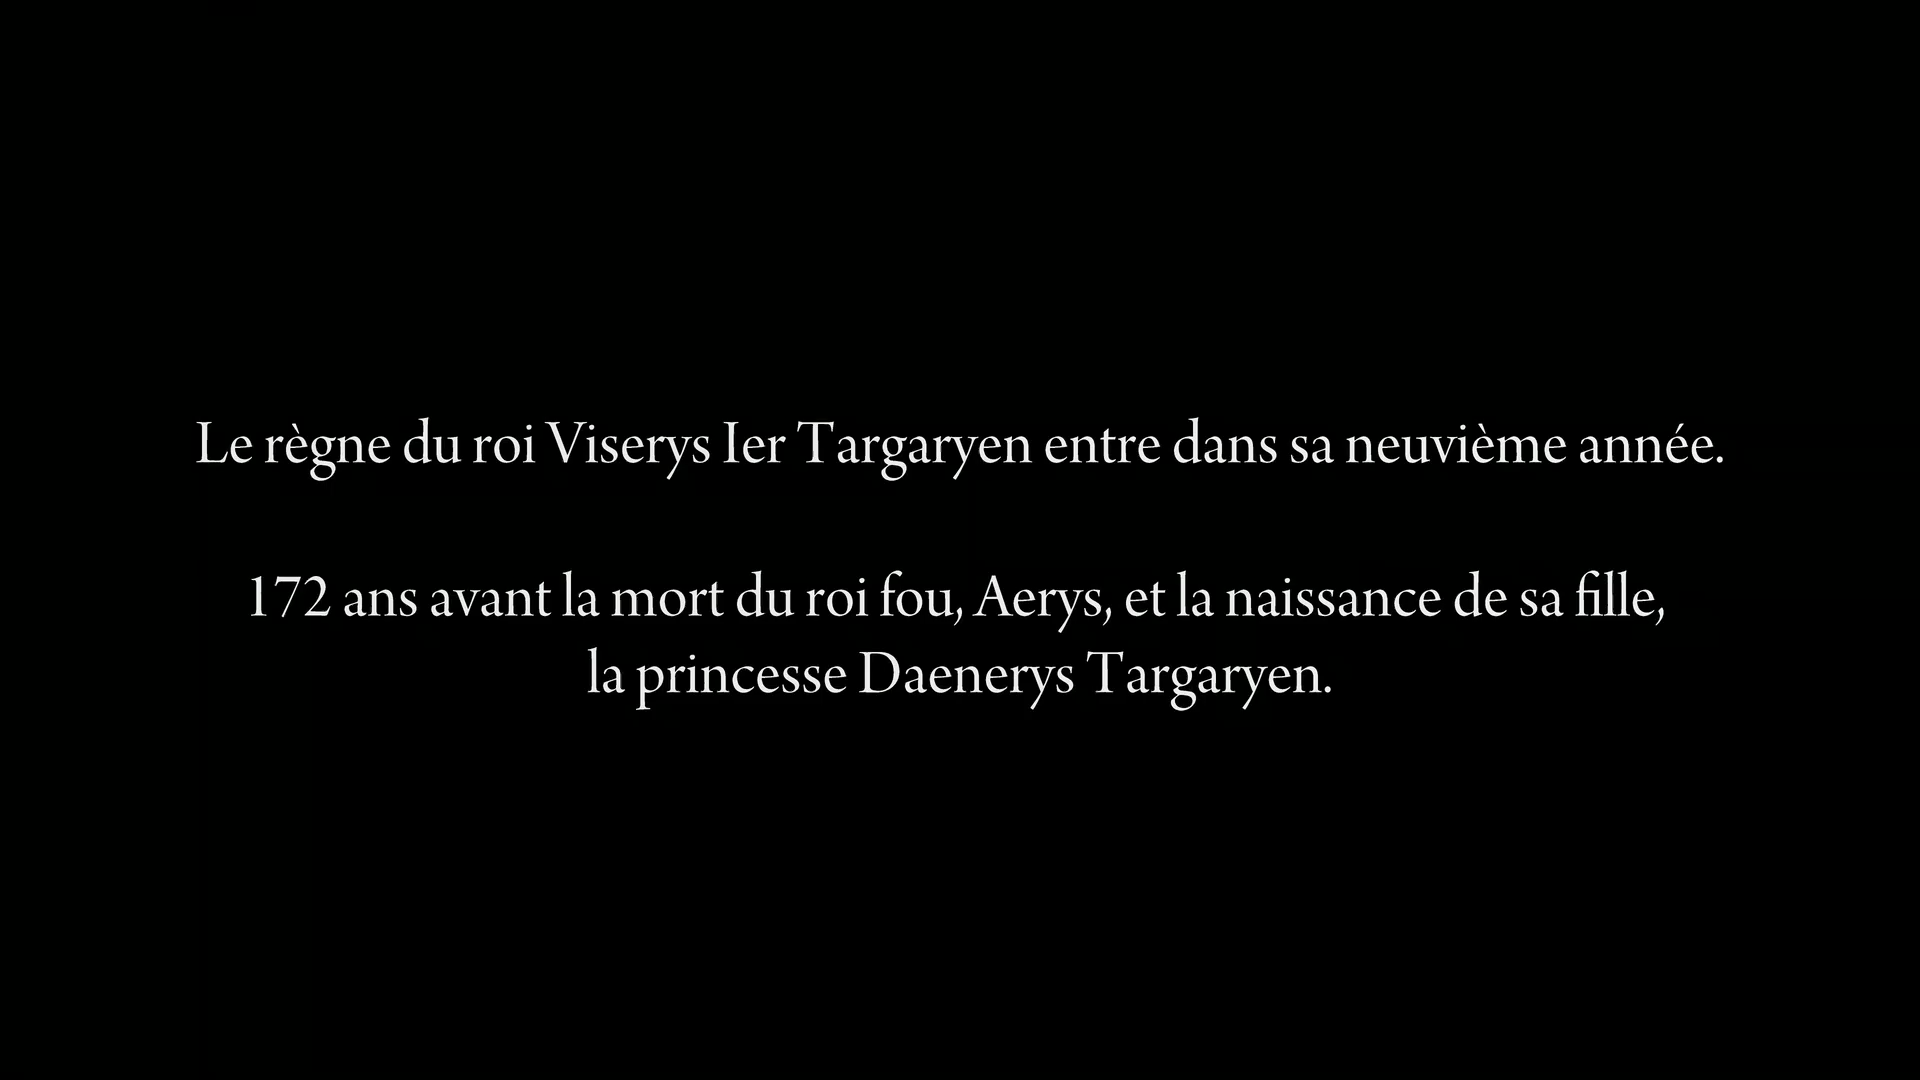 Le règne du roi Viserys Ier Targaryen entre dans sa neuvième année.
172 ans avant la mort du roi fou, Aerys, et la naissance de sa fille,
la princesse Daenerys Targaryen.